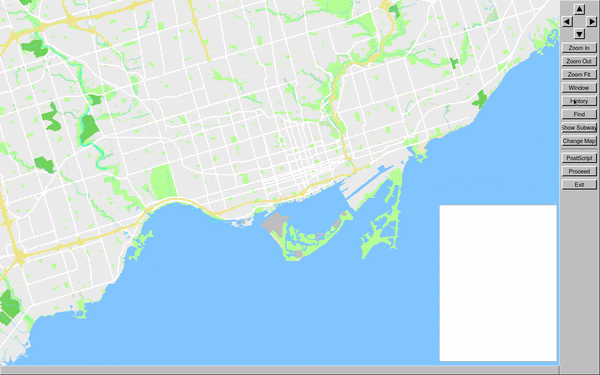 Zoom In
Zoom Out
Zoom Fit
Window
History
Find
Show Subway
Change Map
PostScript
Proceed
Exit